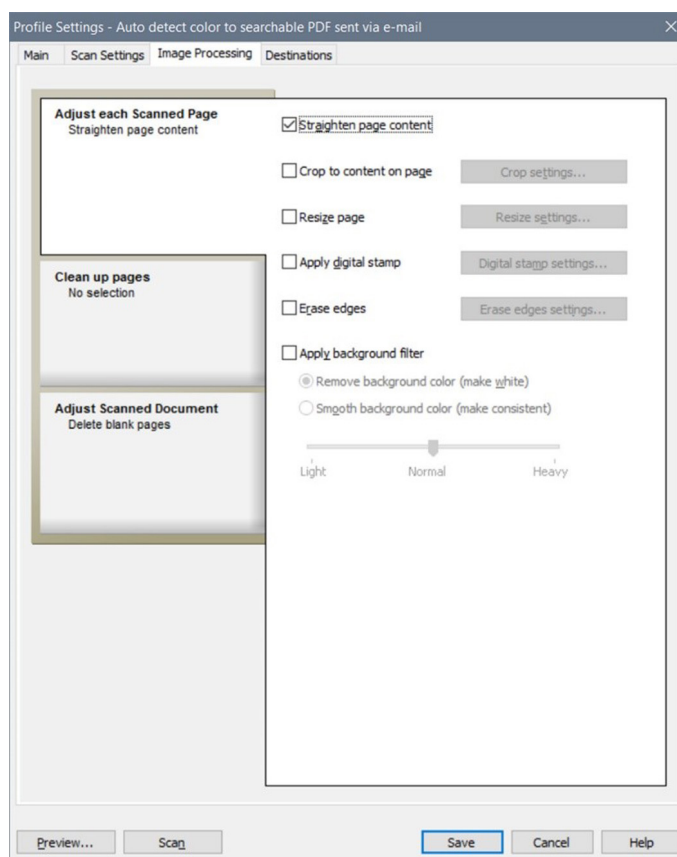 Profile Settings - Auto detect color to searchable PDF sent via e-mail
Main Scan Settings Image Processing Destinations
Adjust each Scanned Page
Straighten page content
Clean up pages
No selection
Adjust Scanned Document
Delete blank pages
Straighten page content
Crop to content on page Crop settings...
Resize page Resize settings...
Apply digital stamp Digital stamp settings...
Erase edges Erase edges settings...
Apply background filter
Remove background color (make white)
Smooth background color (make consistent)
Light Normal Heavy
Preview... Scan Save Cancel Help